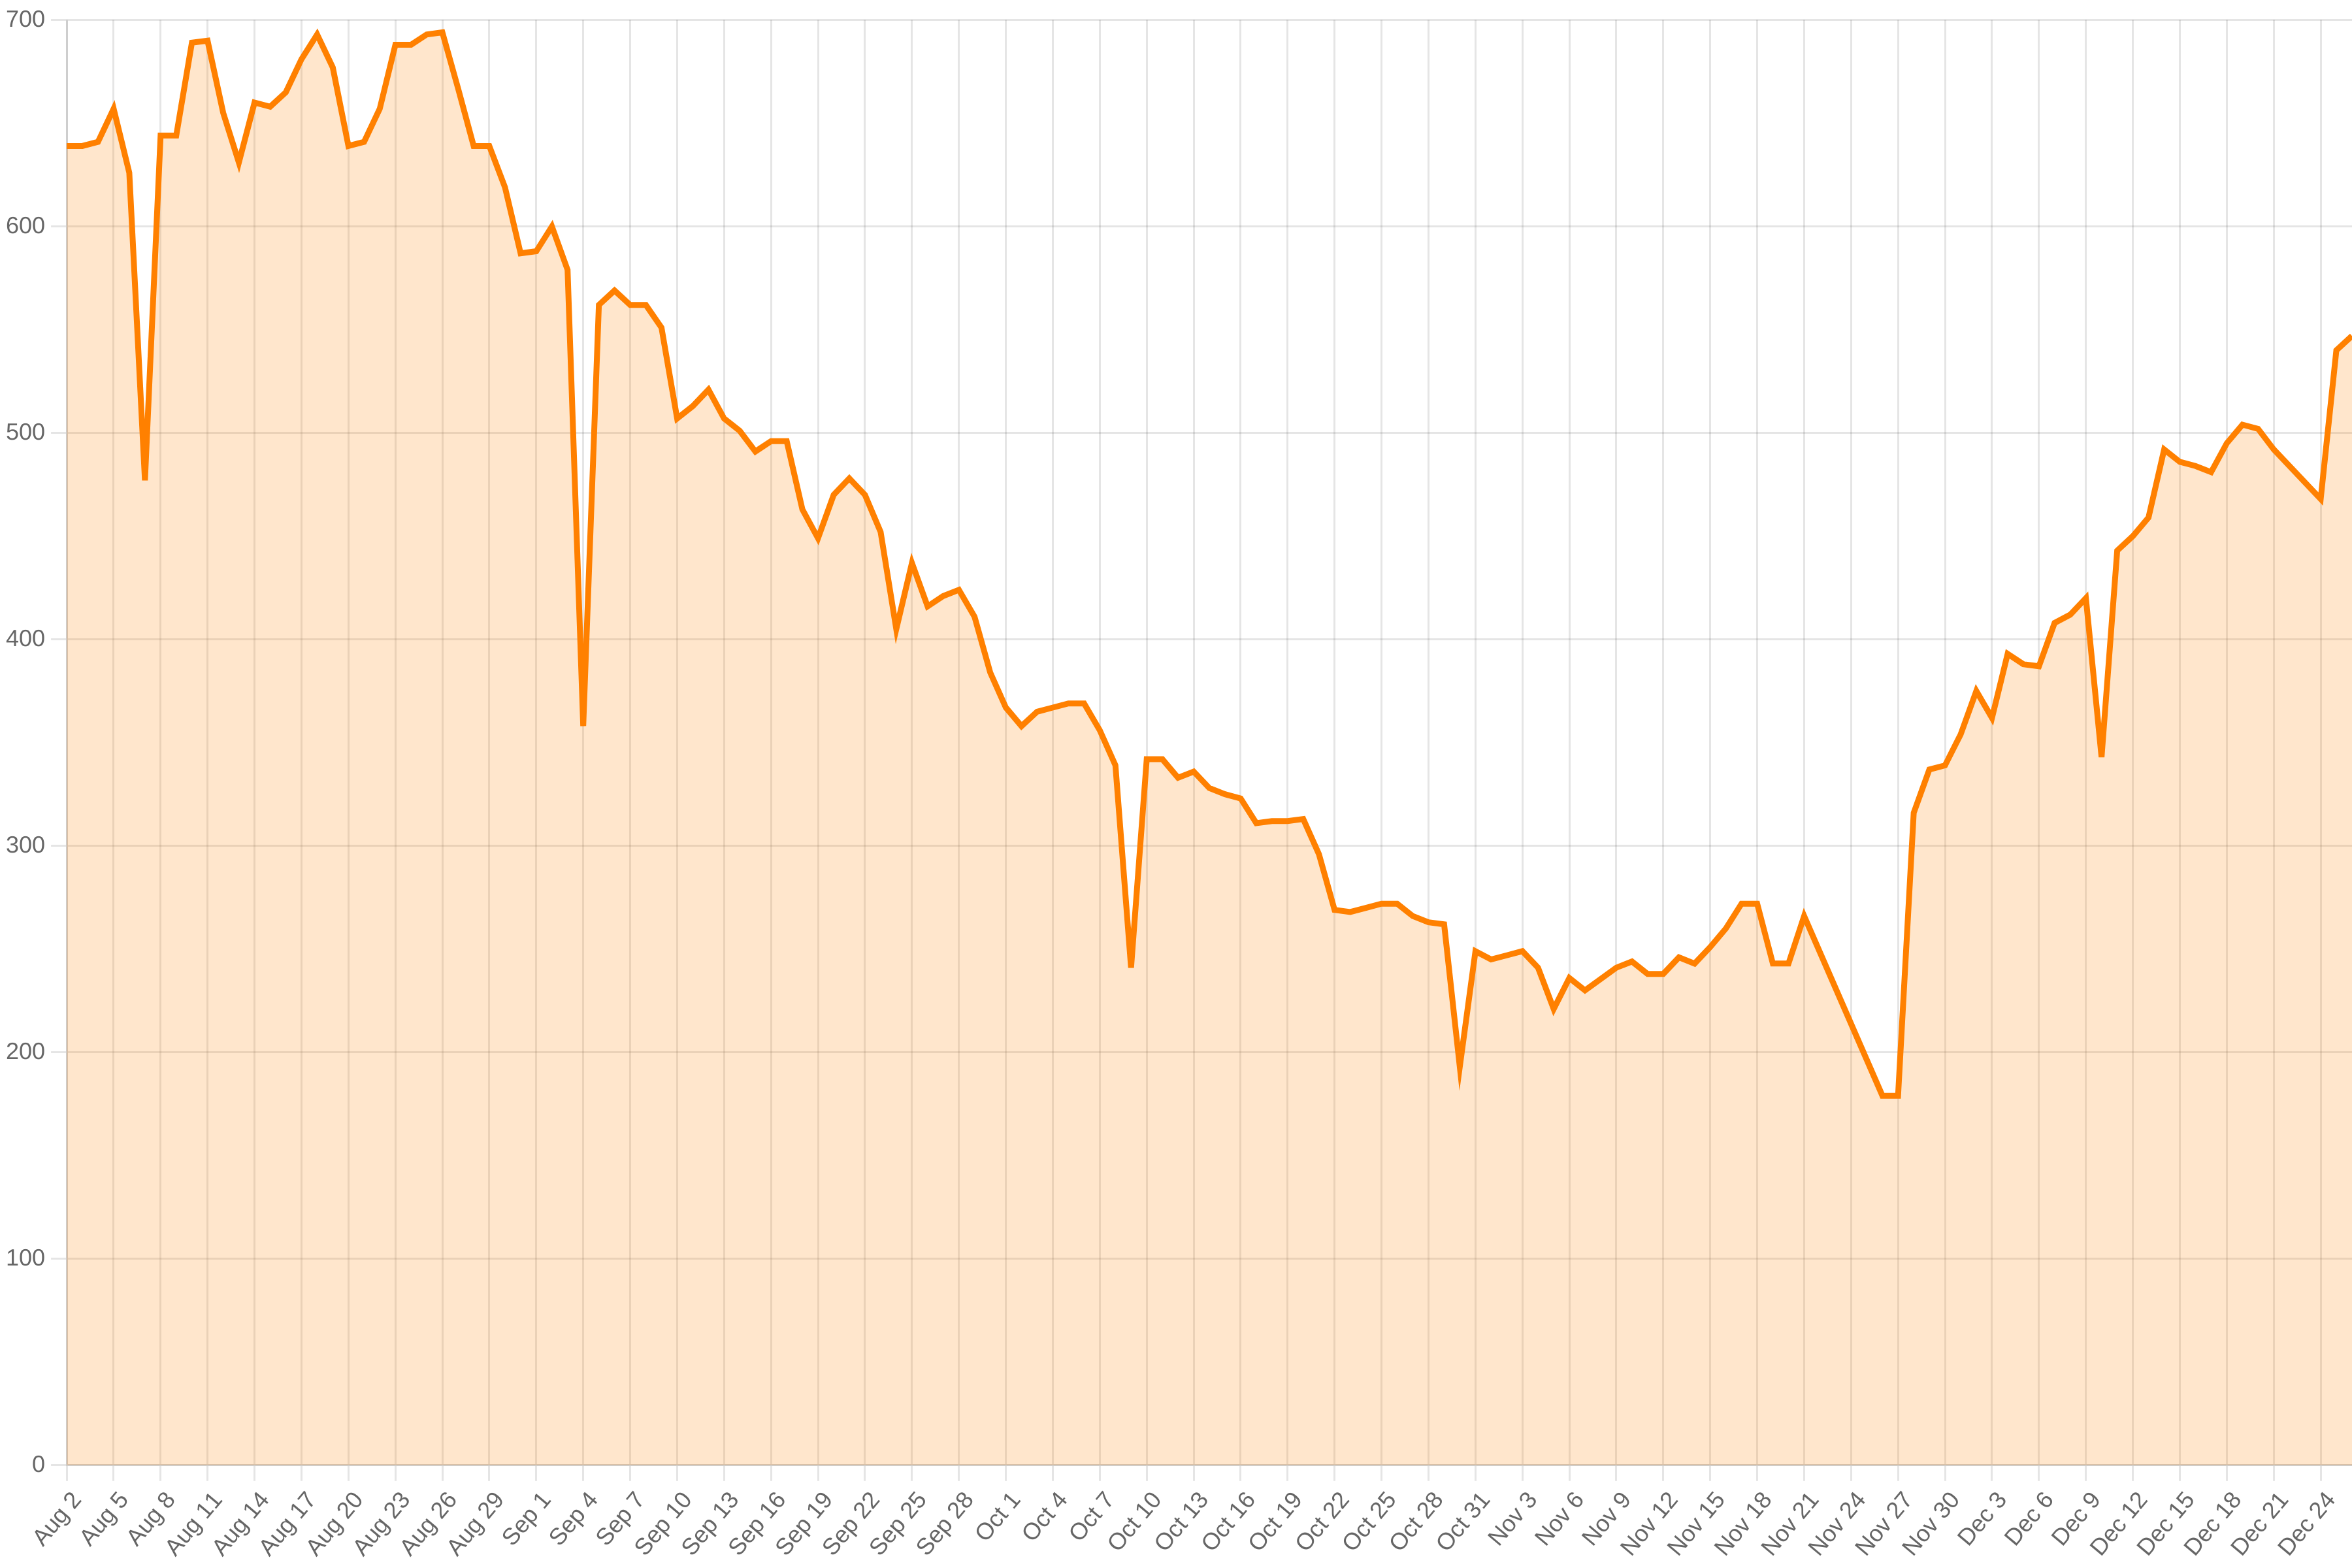 700
600
500
400
300
200
100
0
Aug 2
Aug 5
Aug 8
Aug 11
Aug 14
Aug 17
Aug 20
Aug 23
Aug 26
Aug 29
Sep 1
Sep 4
Sep 7
Sep 10
Sep 13
Sep 16
Sep 19
Sep 22
Sep 25
Sep 28
Oct 1
Oct 4
Oct 7
Oct 10
Oct 13
Oct 16
Oct 19
Oct 22
Oct 25
Oct 28
Oct 31
Nov 3
Nov 6
Nov 9
Nov 12
Nov 15
Nov 18
Nov 21
Nov 24
Nov 27
Nov 30
Dec 3
Dec 6
Dec 9
Dec 12
Dec 15
Dec 18
Dec 21
Dec 24